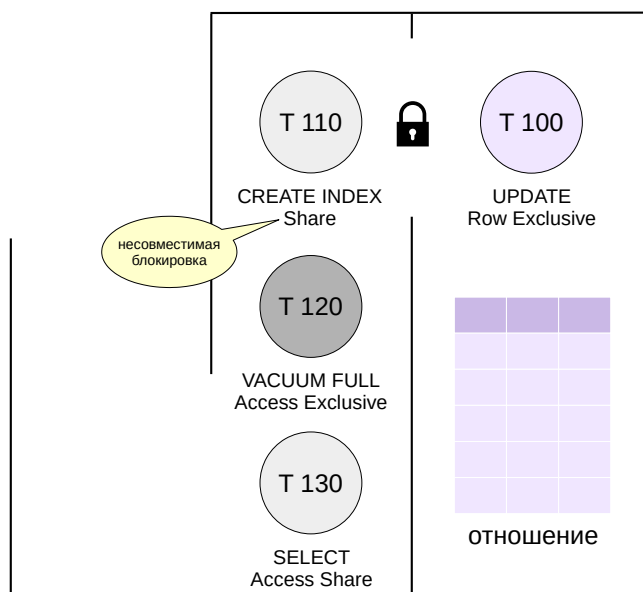 T 110
T 100
CREATE INDEX
Share
UPDATE
Row Exclusive
несовместимая
блокировка
T 120
VACUUM FULL
Access Exclusive
T 130
SELECT
Access Share
отношение